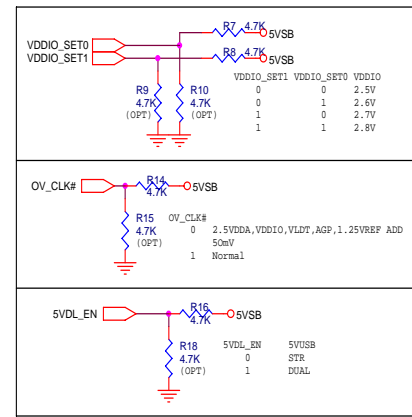 R7 4.7K
5VSB
VDDIO_SET0
VDDIO_SET1
R8 4.7K
5VSB
R9
4.7K
(OPT)
R10
4.7K
(OPT)
VDDIO_SET1 VDDIO_SET0 VDDIO
0 0 2.5V
0 1 2.6V
1 0 2.7V
1 1 2.8V
OV_CLK#
R14
4.7K
5VSB
R15
4.7K
(OPT)
OV_CLK#
0 2.5VDDA,VDDIO,VLDT,AGP,1.25VREF ADD
50mV
1 Normal
5VDL_EN
R16
4.7K
5VSB
R18
4.7K
(OPT)
5VDL_EN 5VUSB
0 STR
1 DUAL